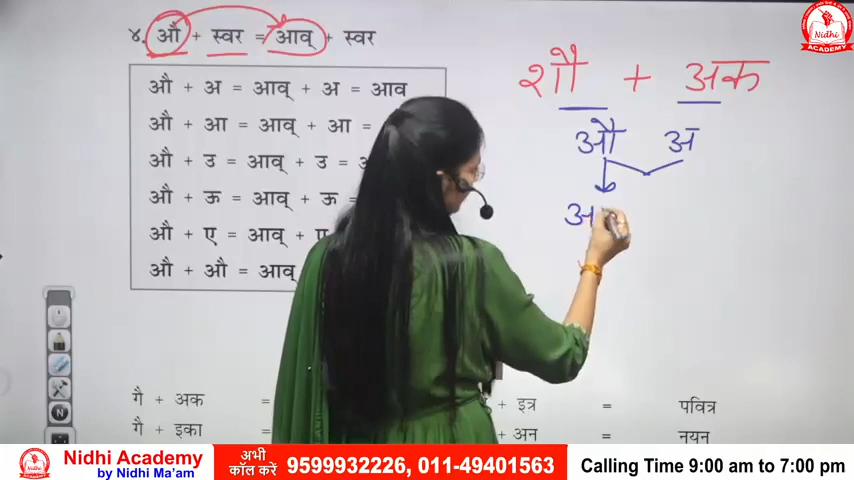 ४. औ + स्वर = आव् + स्वर
औ + अ = आव् + अ = आव
औ + आ = आव् + आ =
औ + उ = आव् + उ =
औ + ऊ = आव् + ऊ =
औ + ए = आव् +
औ + औ = आव्
शौ + अक
औ अ
अ
गै + अक =
+ इत्र = पवित्र
गै + इका =
+ अन = नयन
N
Nidhi
ACADEMY
Nidhi Academy
by Nidhi Ma'am
अभी
कॉल करें
9599932226, 011-49401563
Calling Time 9:00 am to 7:00 pm